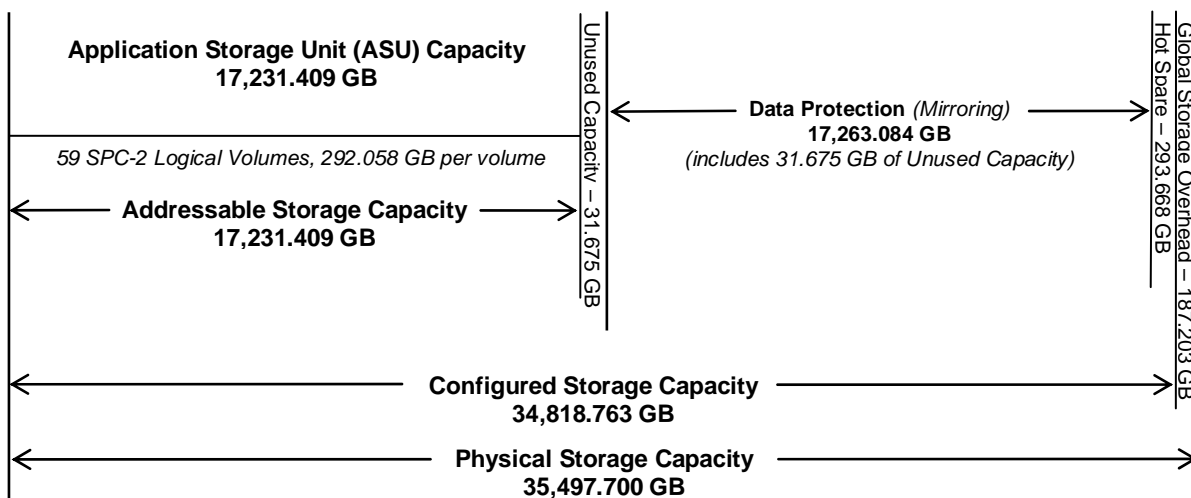 Application Storage Unit (ASU) Capacity
17,231.409 GB
59 SPC-2 Logical Volumes, 292.058 GB per volume
Addressable Storage Capacity
17,231.409 GB
Unused Capacity – 31.675 GB
Data Protection (Mirroring)
17,263.084 GB
(includes 31.675 GB of Unused Capacity)
Hot Spare – 293.668 GB
Global Storage Overhead – 187.203 GB
Configured Storage Capacity
34,818.763 GB
Physical Storage Capacity
35,497.700 GB